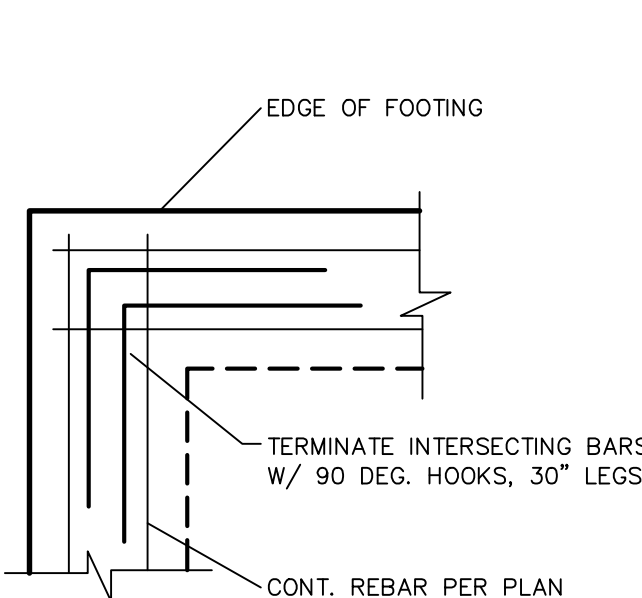 EDGE OF FOOTING
TERMINATE INTERSECTING BARS
W/ 90 DEG. HOOKS, 30" LEGS
CONT. REBAR PER PLAN